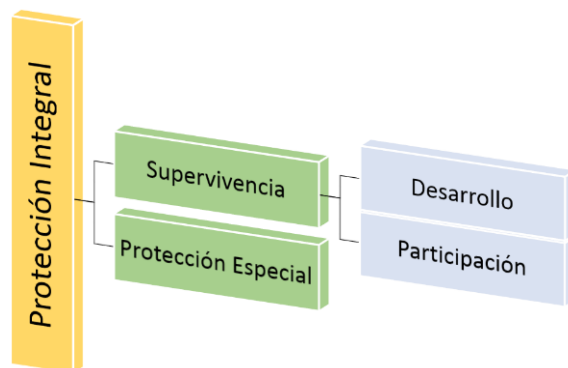 Protección Integral
Supervivencia
Protección Especial
Desarrollo
Participación